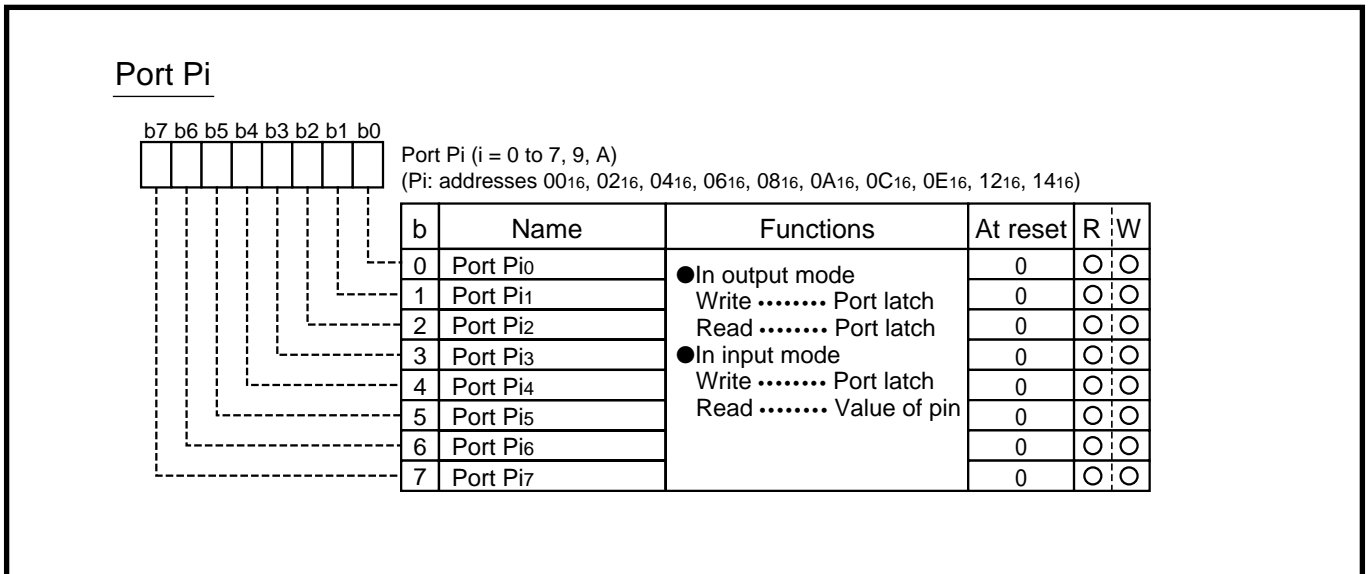 Port Pi
b7 b6 b5 b4 b3 b2 b1 b0
Port Pi (i = 0 to 7, 9, A)
(Pi: addresses 0016, 0216, 0416, 0616, 0816, 0A16, 0C16, 0E16, 1216, 1416)
b Name Functions At reset R W
0 Port Pi0 0 O O
1 Port Pi1 0 O O
2 Port Pi2 0 O O
3 Port Pi3 0 O O
4 Port Pi4 0 O O
5 Port Pi5 0 O O
6 Port Pi6 0 O O
7 Port Pi7 0 O O
●In output mode
Write •••••••• Port latch
Read •••••••• Port latch
●In input mode
Write •••••••• Port latch
Read •••••••• Value of pin